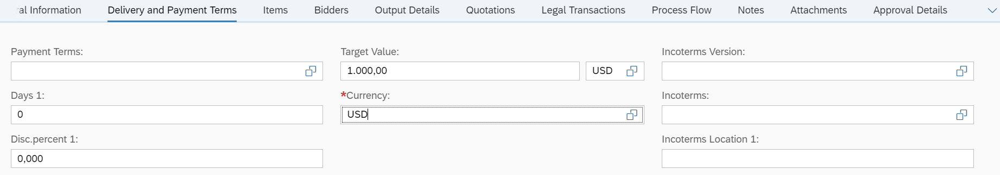 al Information Delivery and Payment Terms Items Bidders Output Details Quotations Legal Transactions Process Flow Notes Attachments Approval Details
Payment Terms: Target Value: Incoterms Version:
1.000,00 USD
Days 1: *Currency: Incoterms:
0 USD
Disc.percent 1: Incoterms Location 1:
0,000